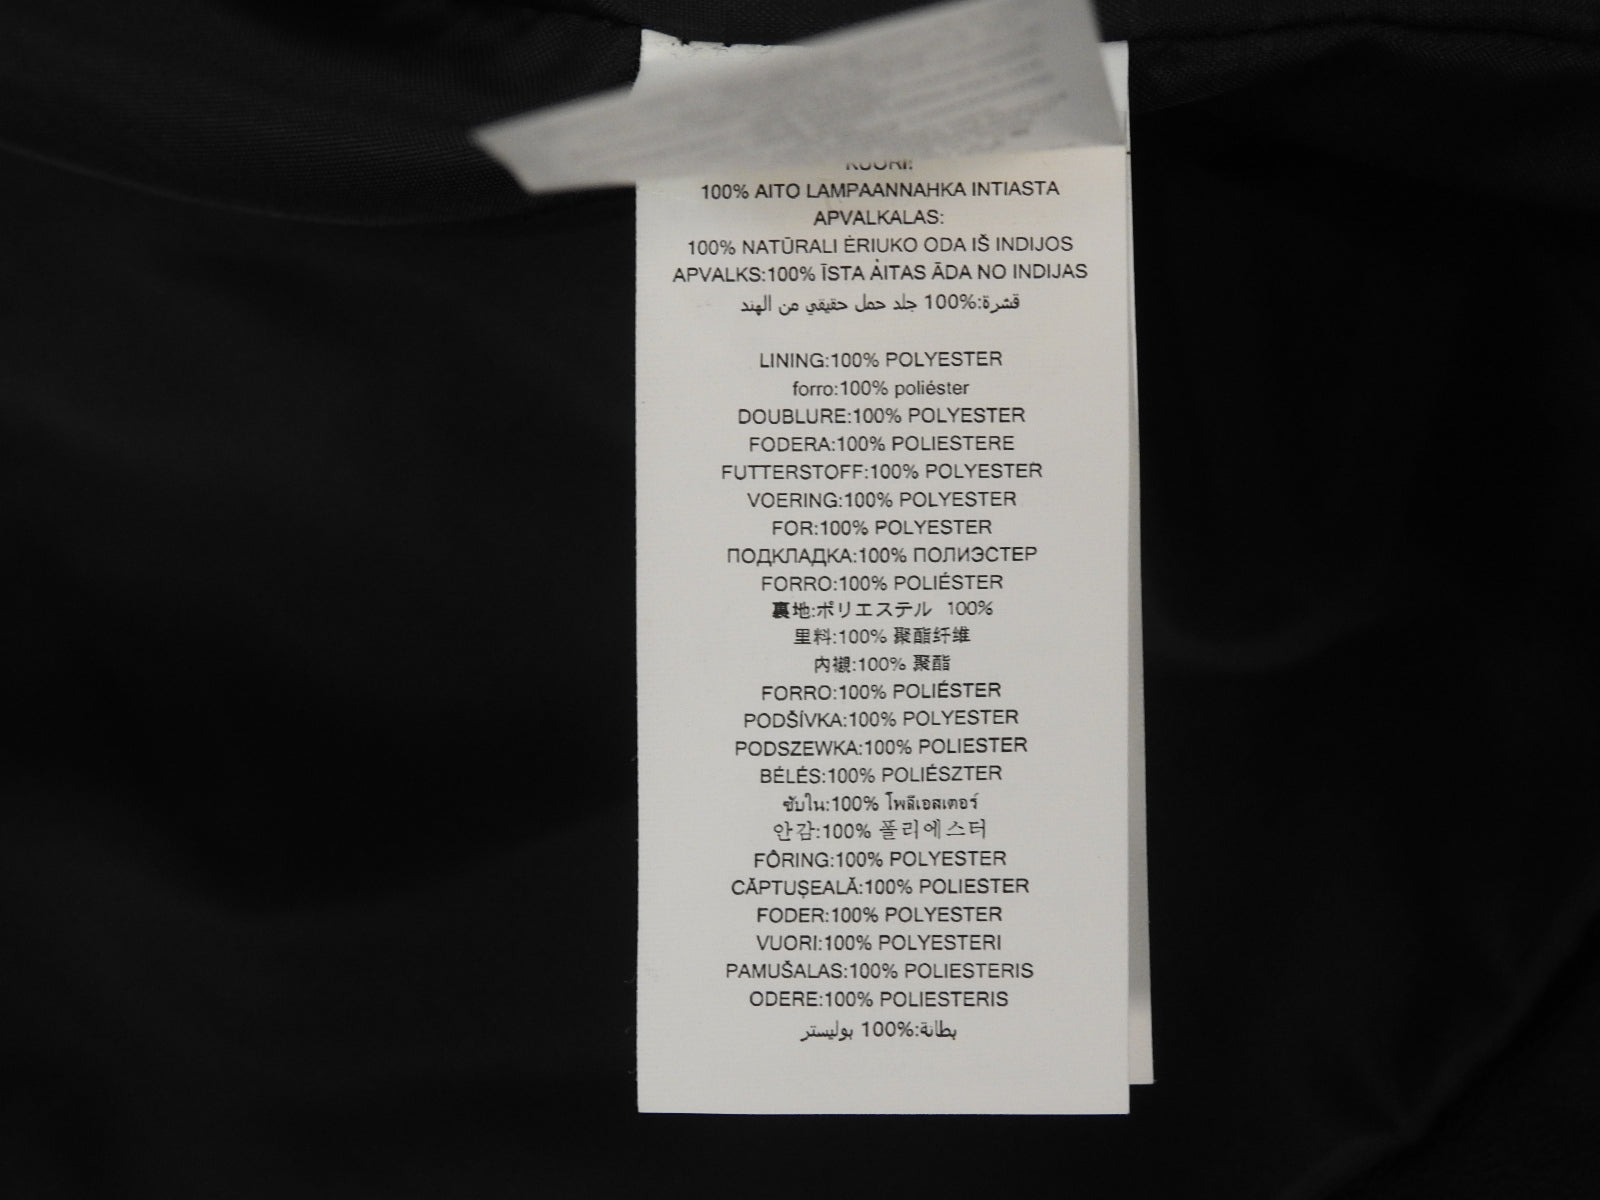 KUORI:
100% AITO LAMPAANNAHKA INTIASTA
APVALKALAS:
100% NATŪRALI ĖRIUKO ODA IŠ INDIJOS
APVALKS:100% ĪSTA ÀITAS ĀDA NO INDIJAS
قشرة:100% جلد حمل حقيقي من الهند
LINING:100% POLYESTER
forro:100% poliéster
DOUBLURE:100% POLYESTER
FODERA:100% POLIESTERE
FUTTERSTOFF:100% POLYESTER
VOERING:100% POLYESTER
FOR:100% POLYESTER
ПОДКЛАДКА:100% ПОЛИЭСТЕР
FORRO:100% POLIÉSTER
裏地:ポリエステル 100%
里料:100% 聚酯纤维
内襯:100% 聚酯
FORRO:100% POLIÉSTER
PODŠÍVKA:100% POLYESTER
PODSZEWKA:100% POLIESTER
BÉLÉS:100% POLIÉSZTER
ซับใน:100% โพลีเอสเตอร์
안감:100% 폴리에스터
FÔRING:100% POLYESTER
CĂPTUȘEALĂ:100% POLIESTER
FODER:100% POLYESTER
VUORI:100% POLYESTERI
PAMUŠALAS:100% POLIESTERIS
ODERE:100% POLIESTERIS
بطانة:100% بوليستر